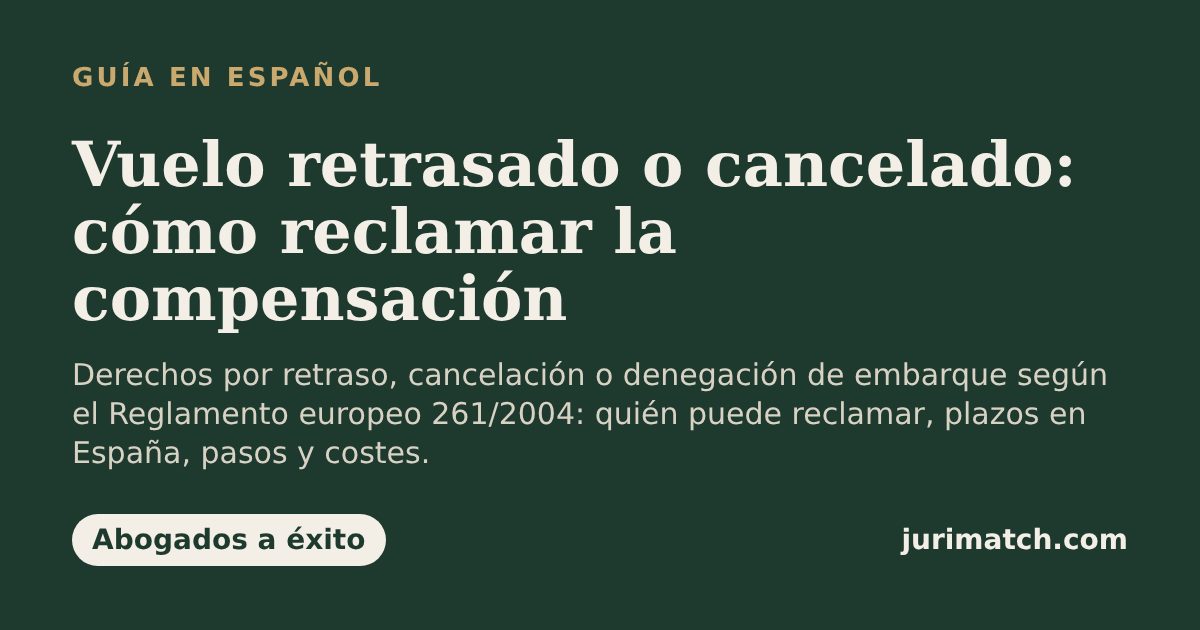 GUÍA EN ESPAÑOL
Vuelo retrasado o cancelado:
cómo reclamar la
compensación
Derechos por retraso, cancelación o denegación de embarque según
el Reglamento europeo 261/2004: quién puede reclamar, plazos en
España, pasos y costes.
Abogados a éxito
jurimatch.com